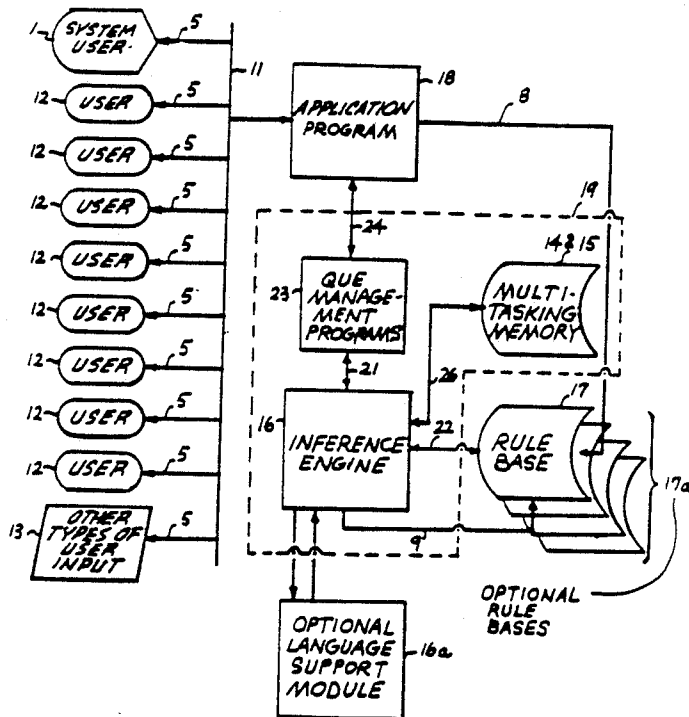 1
SYSTEM
USER
5
11
12
USER
5
12
USER
5
12
USER
5
12
USER
5
12
USER
5
12
USER
5
12
USER
5
12
USER
5
13
OTHER
TYPES OF
USER
INPUT
5
18
APPLICATION
PROGRAM
8
24
19
23
QUE
MANAGE-
MENT
PROGRAMS
14 & 15
MULTI-
TASKING
MEMORY
21
26
16
INFERENCE
ENGINE
22
17
RULE
BASE
17a
9
OPTIONAL
RULE
BASES
OPTIONAL
LANGUAGE
SUPPORT
MODULE
16a